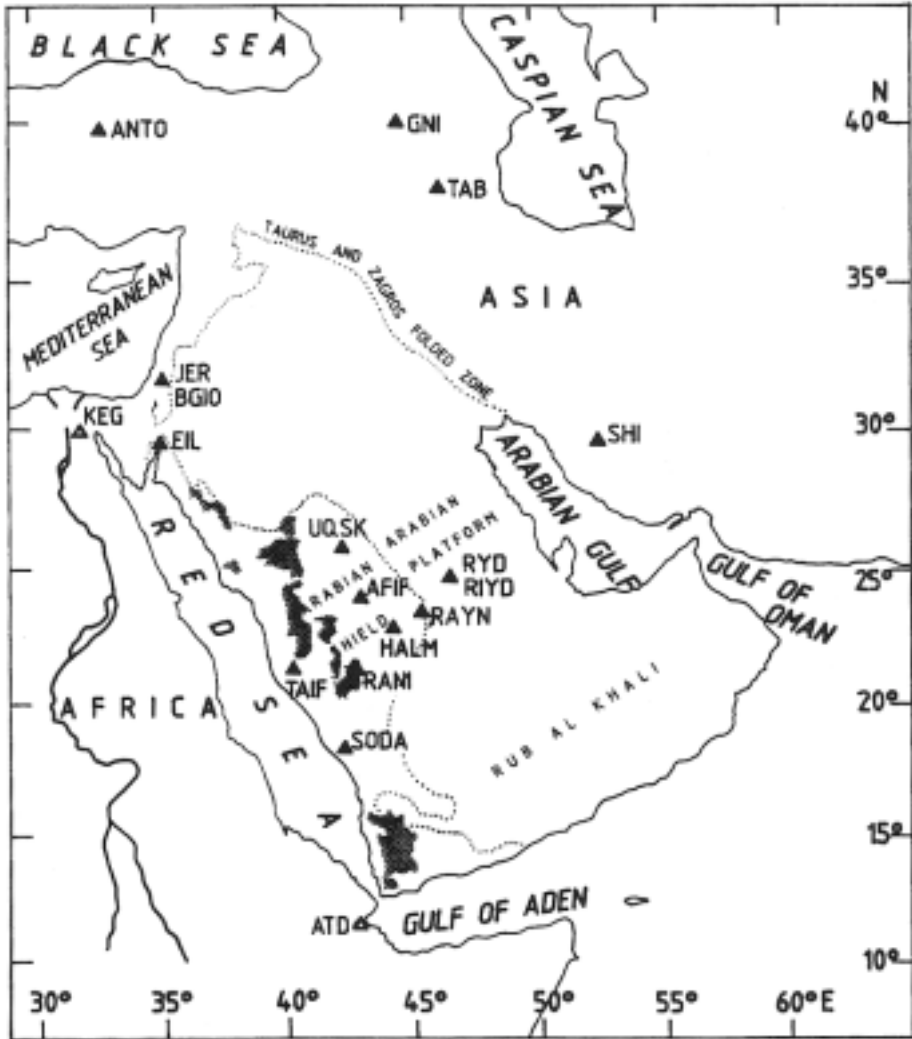 BLACK SEA
CASPIAN SEA
N
ANTO
GNI
40°
TAB
TAURUS AND ZAGROS FOLDED ZONE
ASIA
35°
MEDITERRANEAN
SEA
JER
BGIO
KEG
EIL
SHI
30°
ARABIAN GULF
RED SEA
UQSK
ARABIAN
PLATFORM
ARABIAN
HIELD
AFIF
RYD
RIYD
25°
GULF OF
OMAN
RAYN
HALM
TAIF
RANI
AFRICA
20°
RUB AL KHALI
SODA
15°
ATD
GULF OF ADEN
10°
30° 35° 40° 45° 50° 55° 60°E